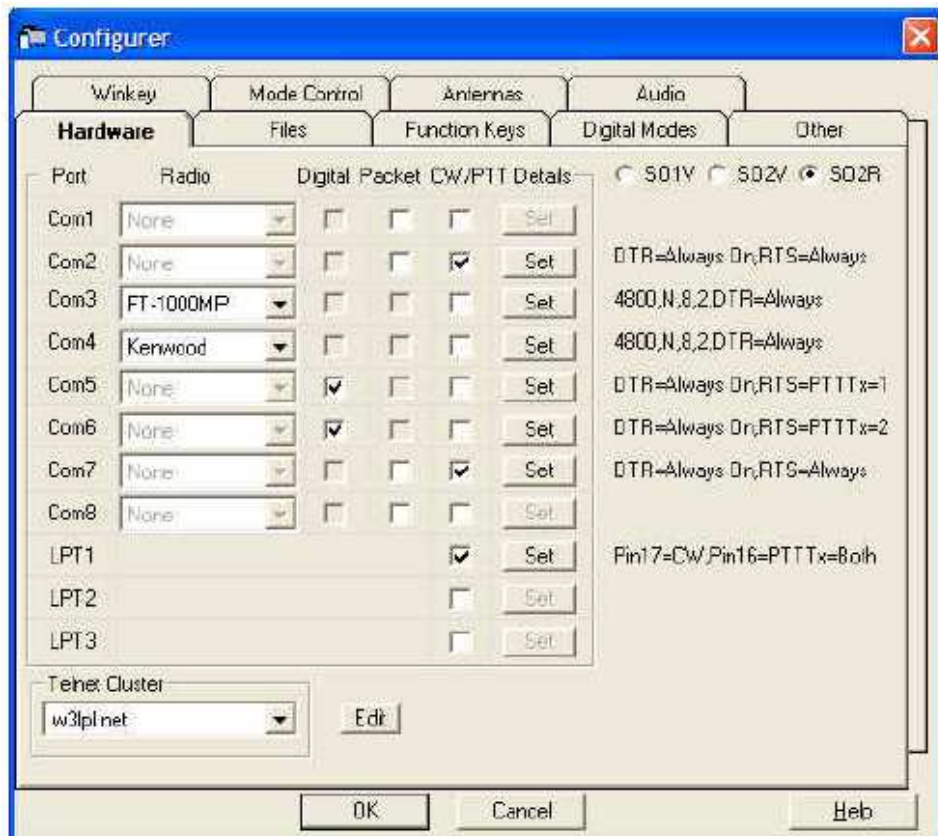 Configurer
Winkey Mode Control Antennas Audio
Hardware Files Function Keys Digital Modes Other
Port Radio Digital Packet CW/PTT Details SO1V SO2V SO2R
Com1 None Set
Com2 None Set DTR=Always On,RTS=Always
Com3 FT-1000MP Set 4800,N,8,2,DTR=Always
Com4 Kenwood Set 4800,N,8,2,DTR=Always
Com5 None Set DTR=Always On,RTS=PTTTx=1
Com6 None Set DTR=Always On,RTS=PTTTx=2
Com7 None Set DTR=Always On,RTS=Always
Com8 None Set
LPT1 Set Pin17=CW,Pin16=PTTTx=Both
LPT2 Set
LPT3 Set
Telnet Cluster
w3lpl net Edit
OK Cancel Help